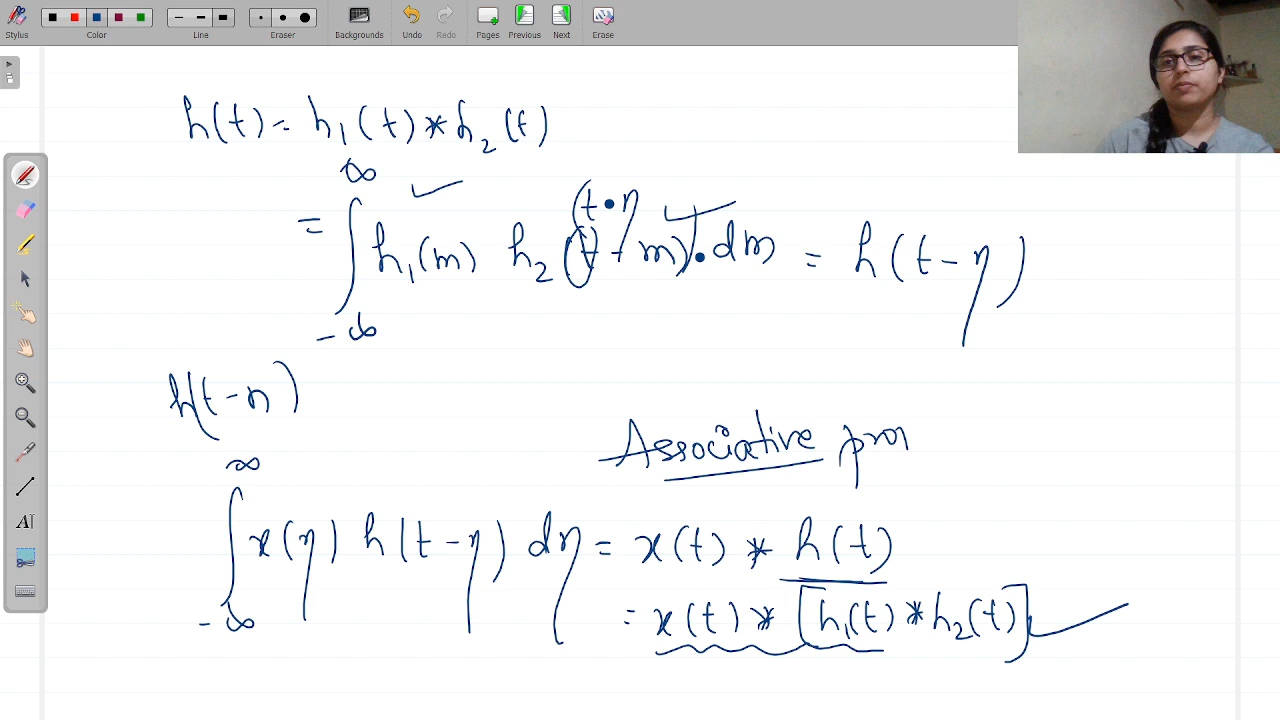 Stylus Color Line Eraser Backgrounds Undo Redo Pages Previous Next Erase
h(t) = h₁(t) * h₂(t)
= ∫_{-∞}^{∞} h₁(m) h₂(t - m) . dm = h(t - η)
(t - η
h(t - η)
Associative pro
∫_{-∞}^{∞} x(η) h(t - η) dη = x(t) * h(t)
= x(t) * [h₁(t) * h₂(t)]